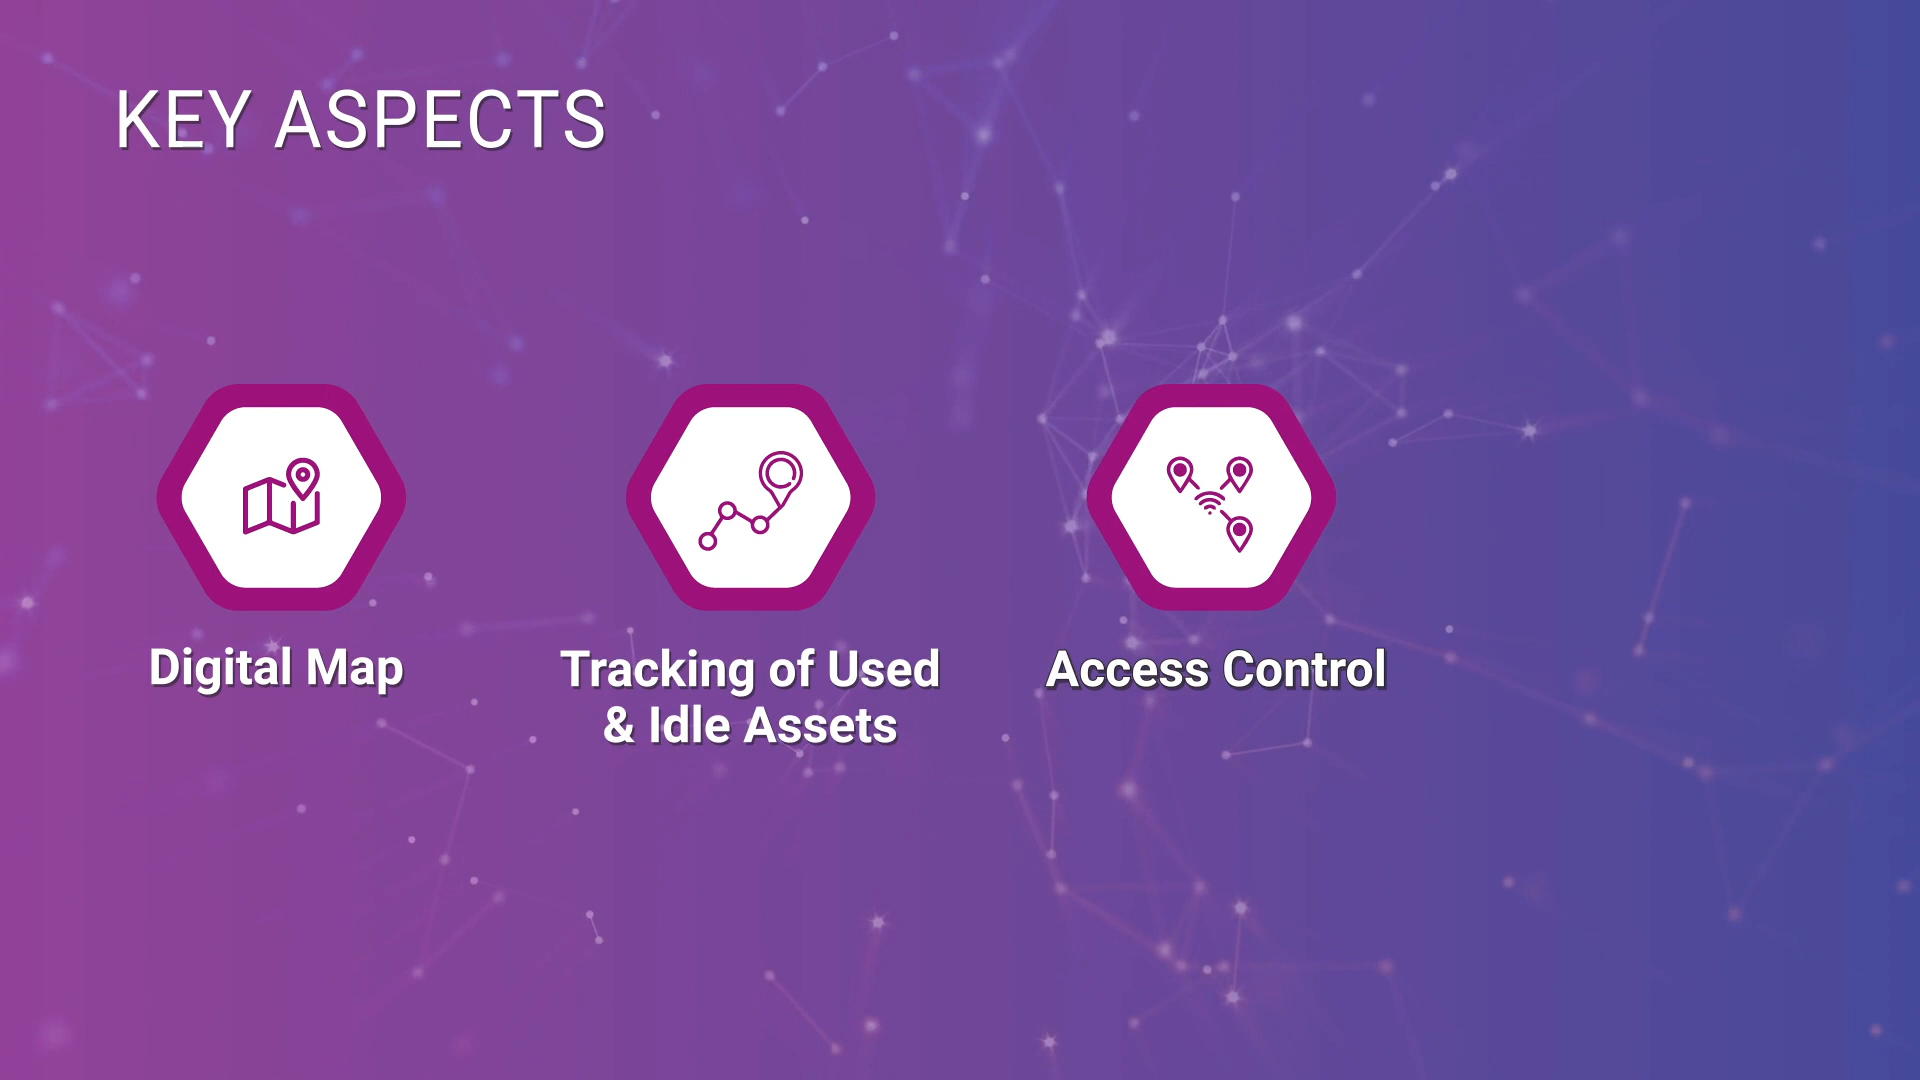 KEY ASPECTS
Digital Map
Tracking of Used
& Idle Assets
Access Control